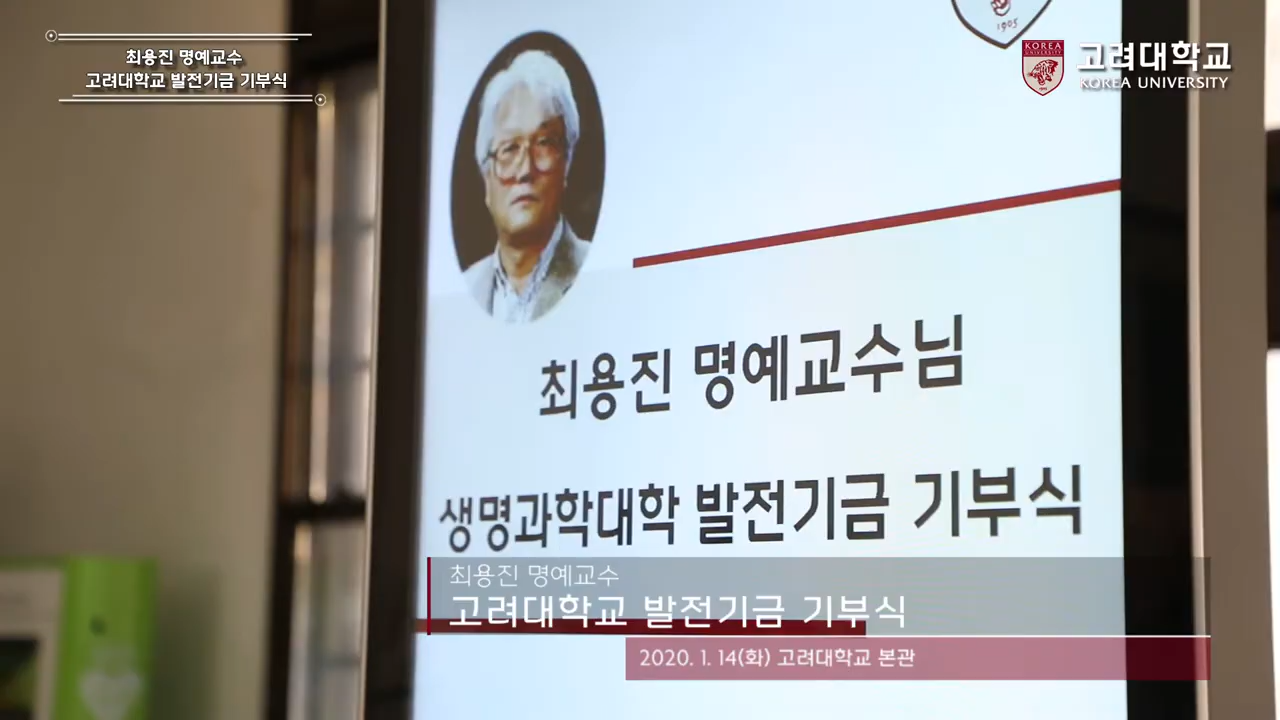 최용진 명예교수
고려대학교 발전기금 기부식
1905
KOREA
UNIVERSITY
1905
고려대학교
KOREA UNIVERSITY
최용진 명예교수님
생명과학대학 발전기금 기부식
최용진 명예교수
고려대학교 발전기금 기부식
2020. 1. 14(화) 고려대학교 본관